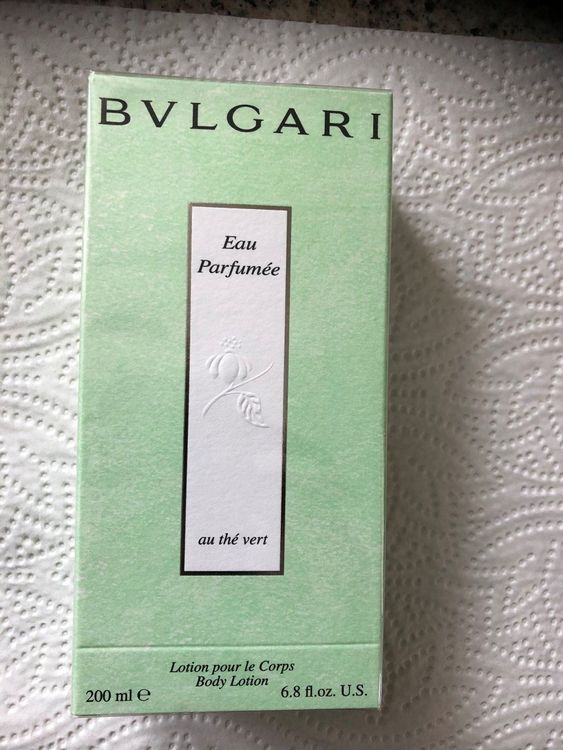 BVLGARI
Eau
Parfumée
au thé vert
Lotion pour le Corps
Body Lotion
200 ml ℮ 6.8 fl.oz. U.S.